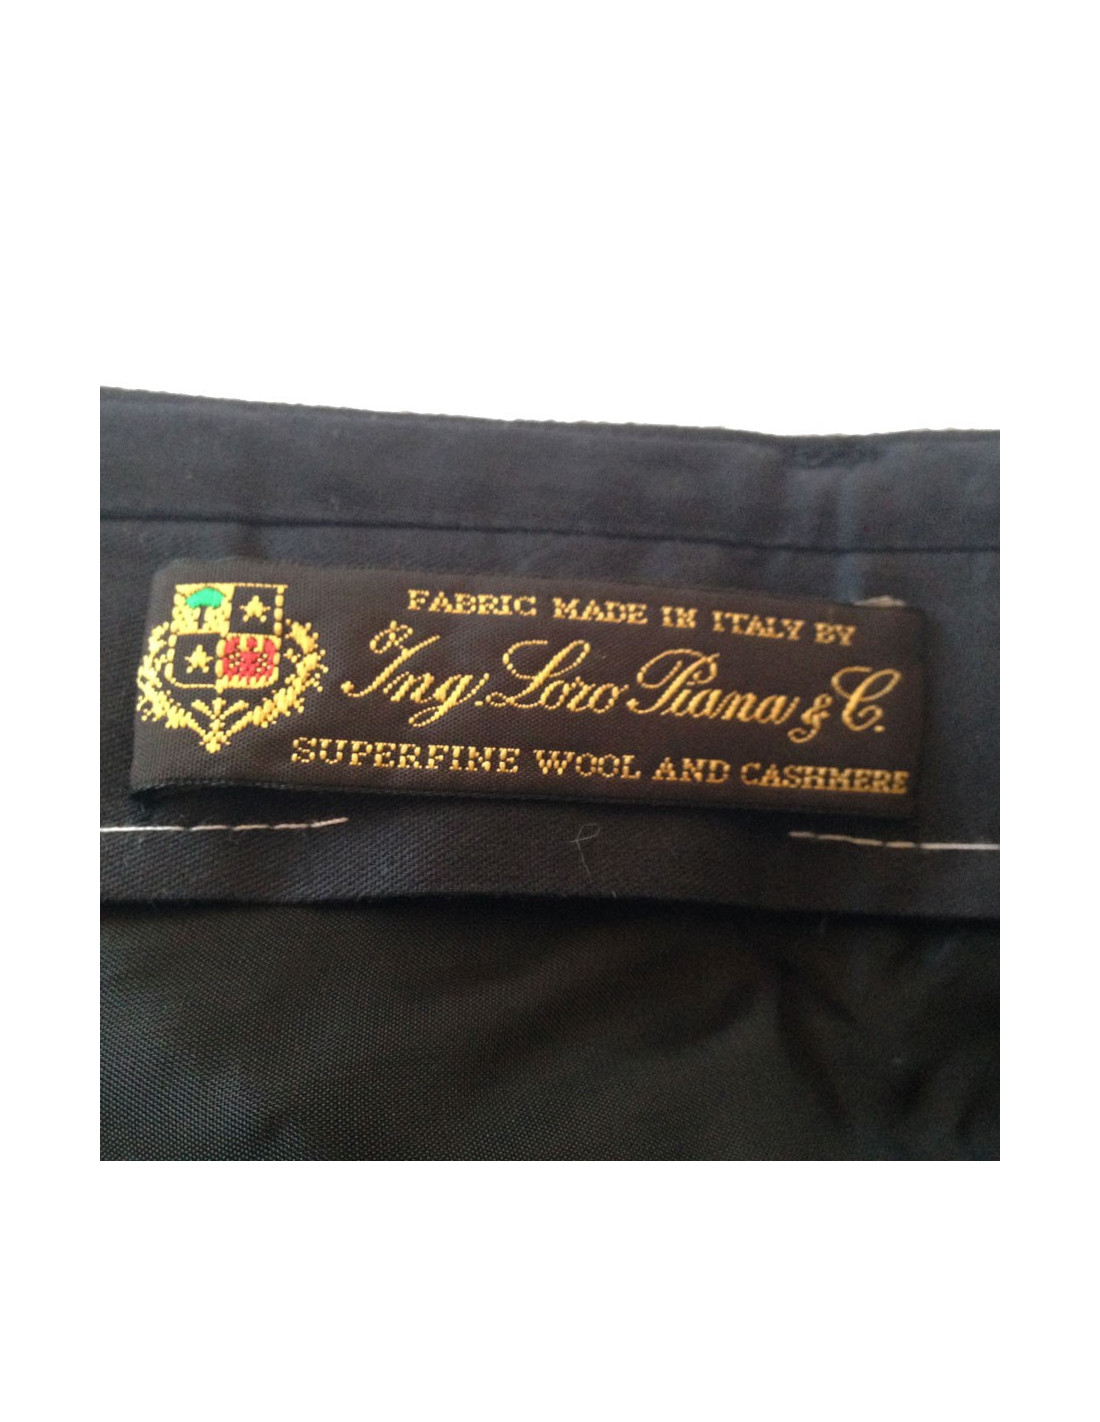 FABRIC MADE IN ITALY BY
Ing. Loro Piana & C.
SUPERFINE WOOL AND CASHMERE